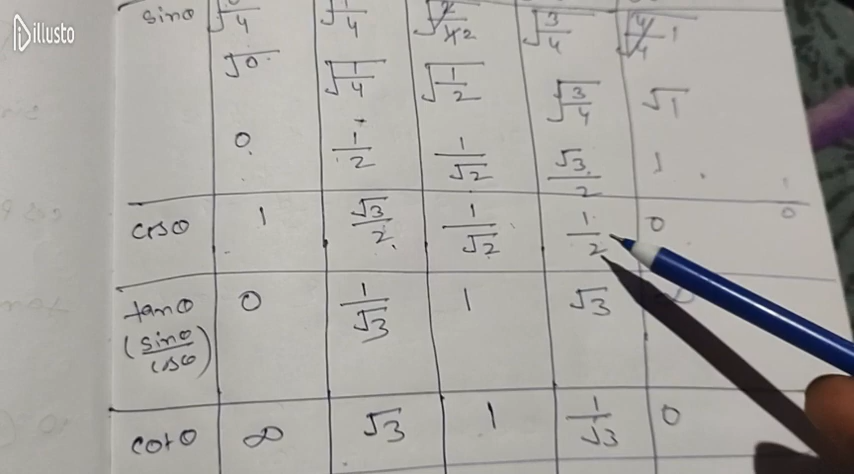 illusto
sinθ √0/4 √1/4 √2/4 2 √3/4 √4/4 1
√0 √1/4 √1/2 √3/4 √1
0 1/2 1/√2 √3/2 1
cosθ 1 √3/2 1/√2 1/2 0
tanθ 0 1/√3 1 √3
(sinθ/cosθ)
cotθ ∞ √3 1 1/√3 0